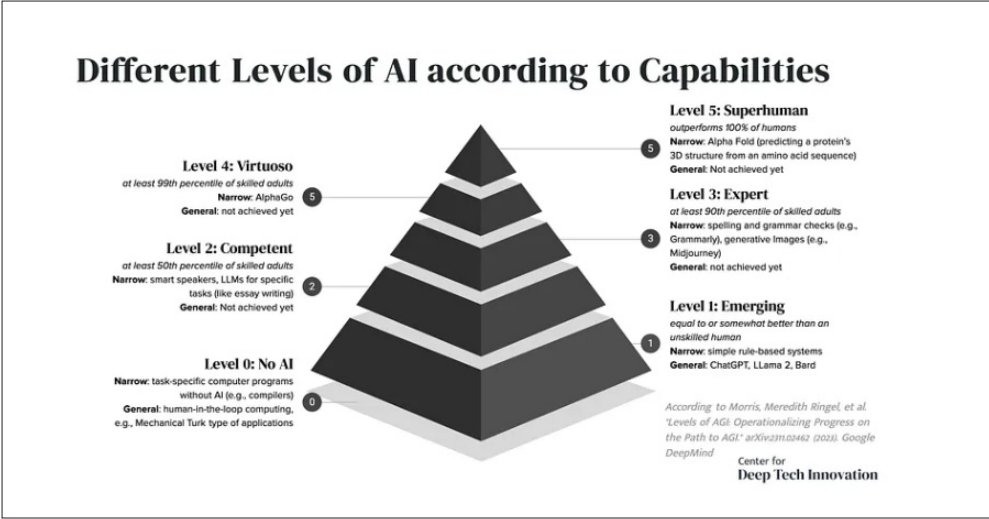 Different Levels of AI according to Capabilities
Level 5: Superhuman
outperforms 100% of humans
Narrow: Alpha Fold (predicting a protein's
3D structure from an amino acid sequence)
General: Not achieved yet
5
Level 4: Virtuoso
at least 99th percentile of skilled adults
Narrow: AlphaGo
General: not achieved yet
5
Level 3: Expert
at least 90th percentile of skilled adults
Narrow: spelling and grammar checks (e.g.,
Grammarly), generative Images (e.g.,
Midjourney)
General: not achieved yet
3
Level 2: Competent
at least 50th percentile of skilled adults
Narrow: smart speakers, LLMs for specific
tasks (like essay writing)
General: Not achieved yet
2
Level 1: Emerging
equal to or somewhat better than an
unskilled human
Narrow: simple rule-based systems
General: ChatGPT, LLama 2, Bard
1
Level 0: No AI
Narrow: task-specific computer programs
without AI (e.g., compilers)
General: human-in-the-loop computing,
e.g., Mechanical Turk type of applications
0
According to Morris, Meredith Ringel, et al.
"Levels of AGI: Operationalizing Progress on
the Path to AGI." arXiv:2311.02462 (2023). Google
DeepMind
Center for
Deep Tech Innovation